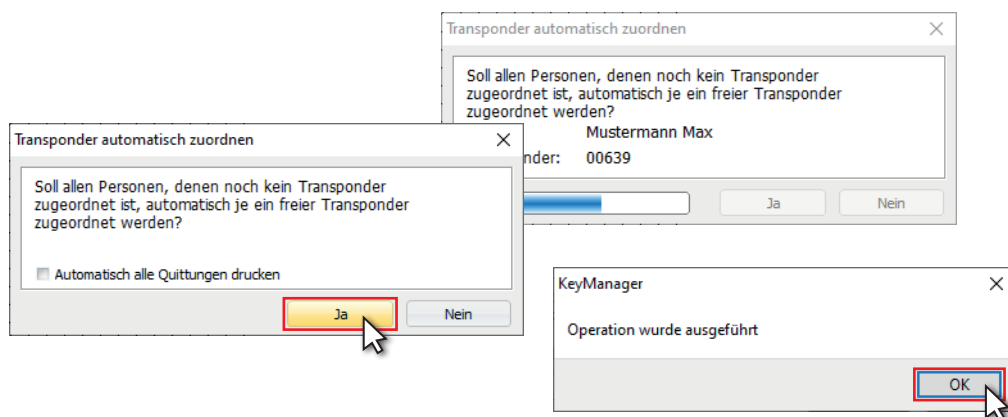 Transponder automatisch zuordnen
Soll allen Personen, denen noch kein Transponder
zugeordnet ist, automatisch je ein freier Transponder
zugeordnet werden?
Mustermann Max
nder: 00639
Ja Nein
Transponder automatisch zuordnen
Soll allen Personen, denen noch kein Transponder
zugeordnet ist, automatisch je ein freier Transponder
zugeordnet werden?
Automatisch alle Quittungen drucken
Ja Nein
KeyManager
Operation wurde ausgeführt
OK